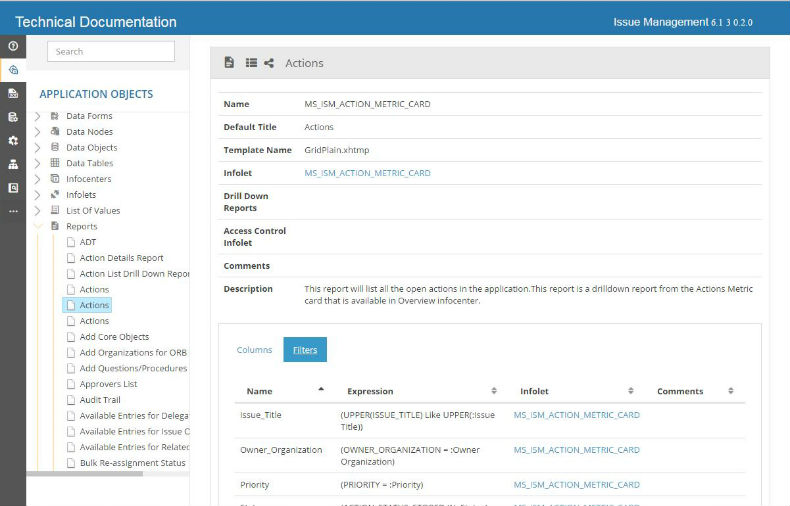 Technical Documentation
Issue Management 6.1 3 0.2.0
Search
APPLICATION OBJECTS
Data Forms
Data Nodes
Data Objects
Data Tables
Infocenters
Infolets
List Of Values
Reports
ADT
Action Details Report
Action List Drill Down Repor
Actions
Actions
Actions
Add Core Objects
Add Organizations for ORB
Add Questions/Procedures
Approvers List
Audit Trail
Available Entries for Delega
Available Entries for Issue O
Available Entries for Related
Bulk Re-assignment Status
Actions
Name MS_ISM_ACTION_METRIC_CARD
Default Title Actions
Template Name GridPlain.xhtmp
Infolet MS_ISM_ACTION_METRIC_CARD
Drill Down
Reports
Access Control
Infolet
Comments
Description This report will list all the open actions in the application.This report is a drilldown report from the Actions Metric
card that is available in Overview infocenter.
Columns Filters
Name Expression Infolet Comments
Issue_Title (UPPER(ISSUE_TITLE) Like UPPER(:Issue MS_ISM_ACTION_METRIC_CARD
Title))
Owner_Organization (OWNER_ORGANIZATION = :Owner MS_ISM_ACTION_METRIC_CARD
Organization)
Priority (PRIORITY = :Priority) MS_ISM_ACTION_METRIC_CARD